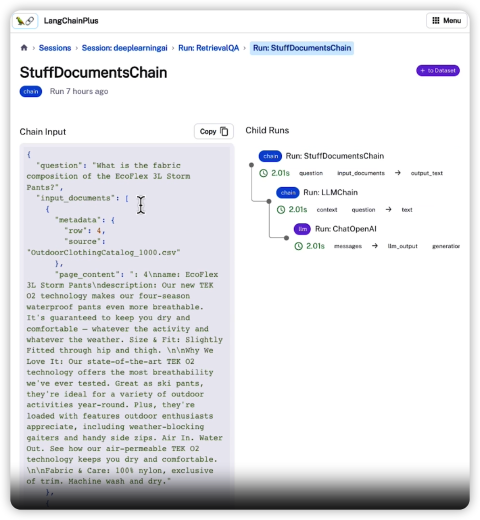 LangChainPlus
Menu
Sessions › Session: deeplearningai › Run: RetrievalQA › Run: StuffDocumentsChain
StuffDocumentsChain
+ to Dataset
chain Run 7 hours ago
Chain Input
Copy
{
"question": "What is the fabric
composition of the EcoFlex 3L Storm
Pants?",
"input_documents": [
{
"metadata": {
"row": 4,
"source":
"OutdoorClothingCatalog_1000.csv"
},
"page_content": ": 4\nname: EcoFlex
3L Storm Pants\ndescription: Our new TEK
O2 technology makes our four-season
waterproof pants even more breathable.
It's guaranteed to keep you dry and
comfortable – whatever the activity and
whatever the weather. Size & Fit: Slightly
Fitted through hip and thigh. \n\nWhy We
Love It: Our state-of-the-art TEK O2
technology offers the most breathability
we've ever tested. Great as ski pants,
they're ideal for a variety of outdoor
activities year-round. Plus, they're
loaded with features outdoor enthusiasts
appreciate, including weather-blocking
gaiters and handy side zips. Air In. Water
Out. See how our air-permeable TEK O2
technology keeps you dry and comfortable.
\n\nFabric & Care: 100% nylon, exclusive
of trim. Machine wash and dry."
},
{
Child Runs
chain Run: StuffDocumentsChain
2.01s question input_documents → output_text
chain Run: LLMChain
2.01s context question → text
llm Run: ChatOpenAI
2.01s messages → llm_output generatior